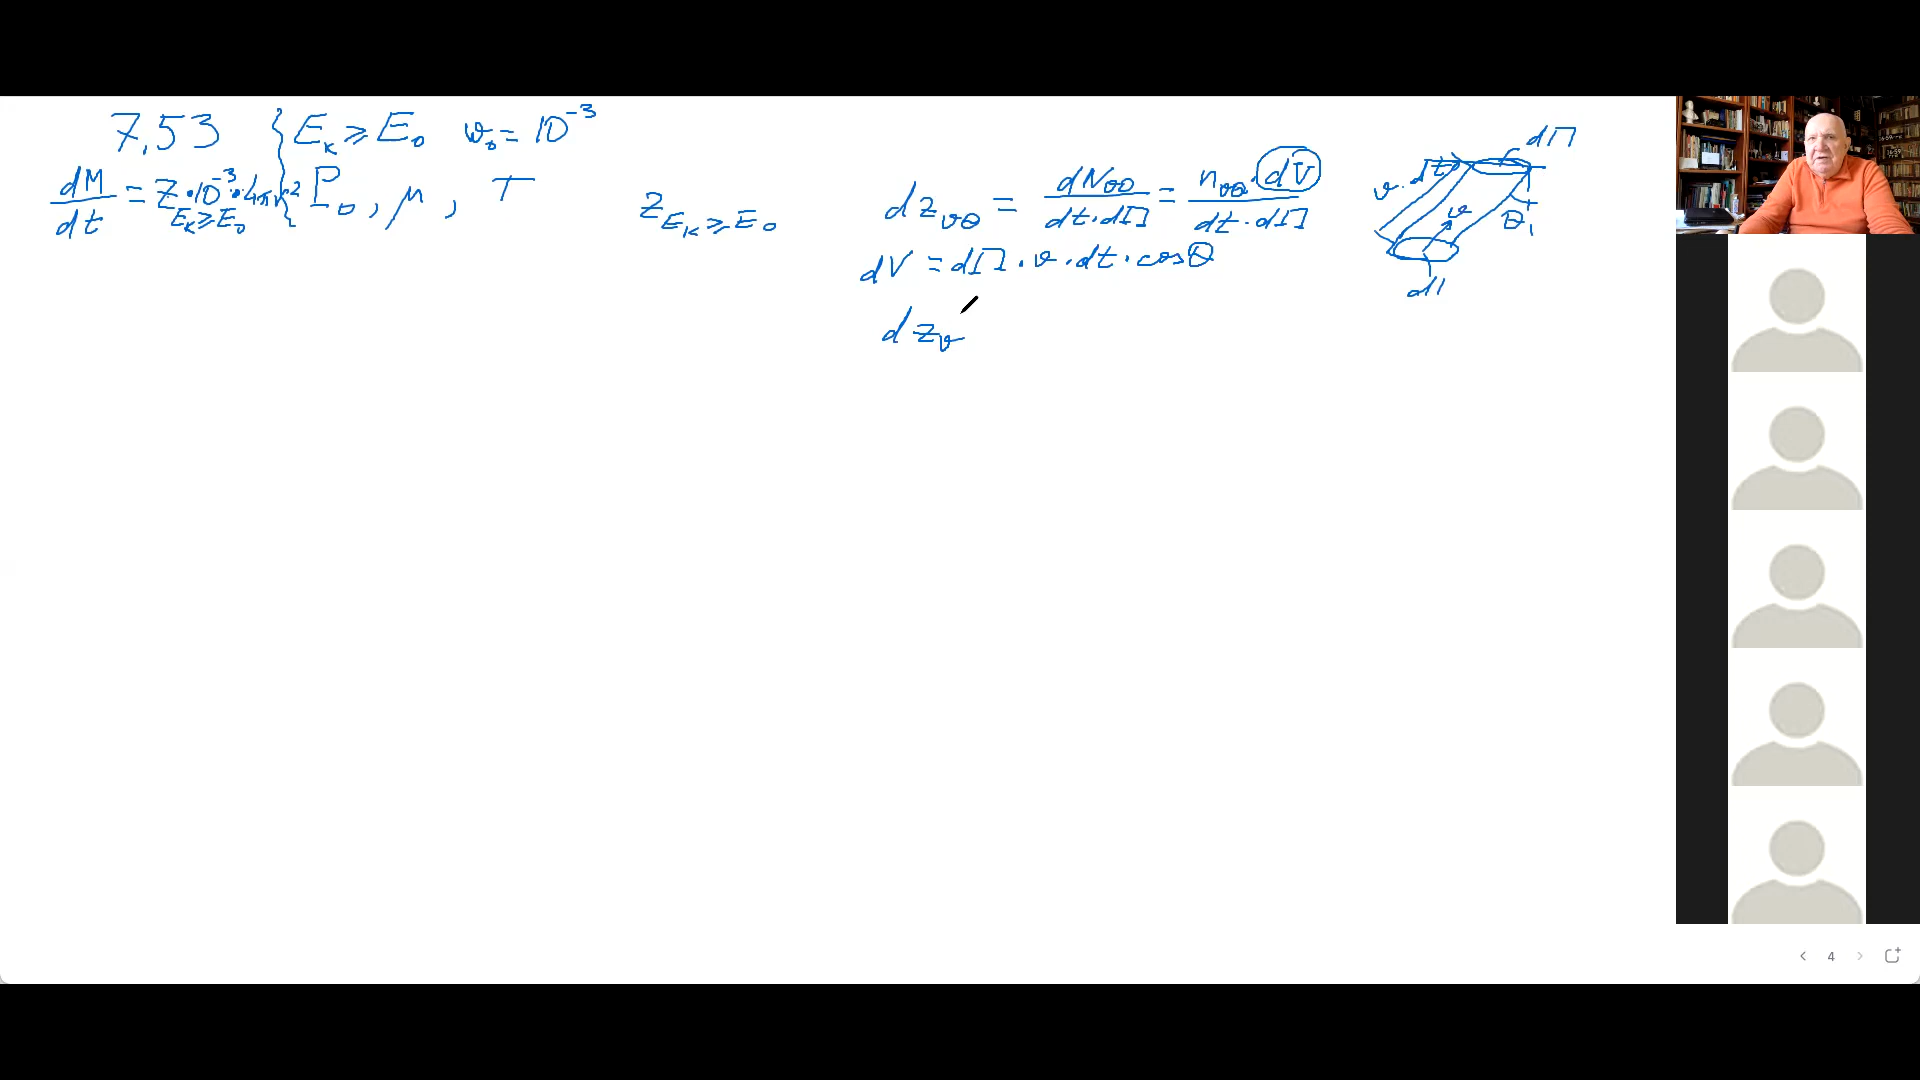 7.53 { E_k ≥ E_0 w_0 = 10^{-3}
dM/dt = Z_{E_k≥E_0} · 10^{-3} · 4πr^2 { P_0, μ, T
Z_{E_k≥E_0}
dz_{vθ} = dN_{vθ}/(dt·dΠ) = n_{vθ}·dV/(dt·dΠ)
dV = dΠ · v · dt · cosθ
dz_v
dΠ
v·dt
v
θ
dΠ
4